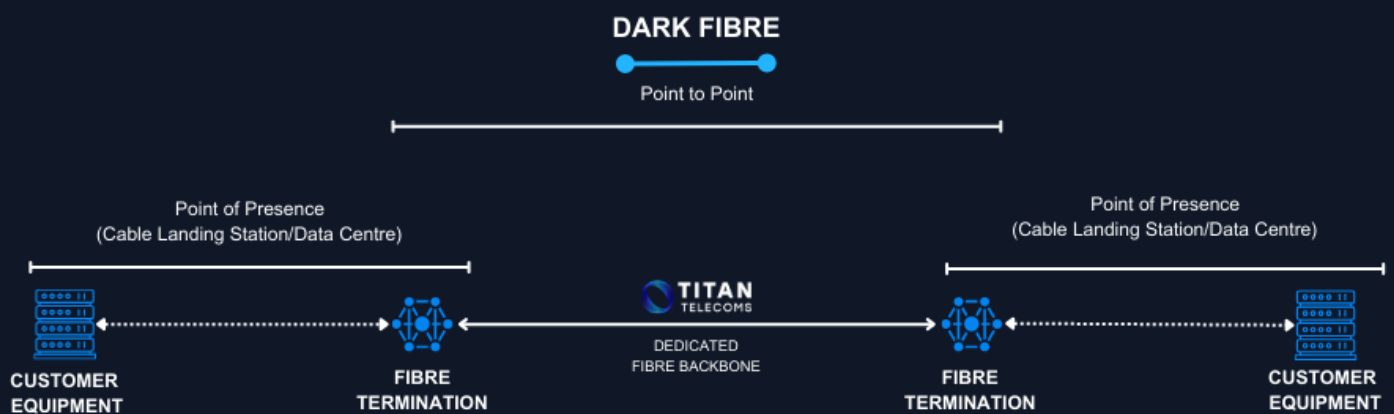 DARK FIBRE
Point to Point
Point of Presence
(Cable Landing Station/Data Centre)
Point of Presence
(Cable Landing Station/Data Centre)
TITAN
TELECOMS
DEDICATED
FIBRE BACKBONE
CUSTOMER
EQUIPMENT
FIBRE
TERMINATION
FIBRE
TERMINATION
CUSTOMER
EQUIPMENT